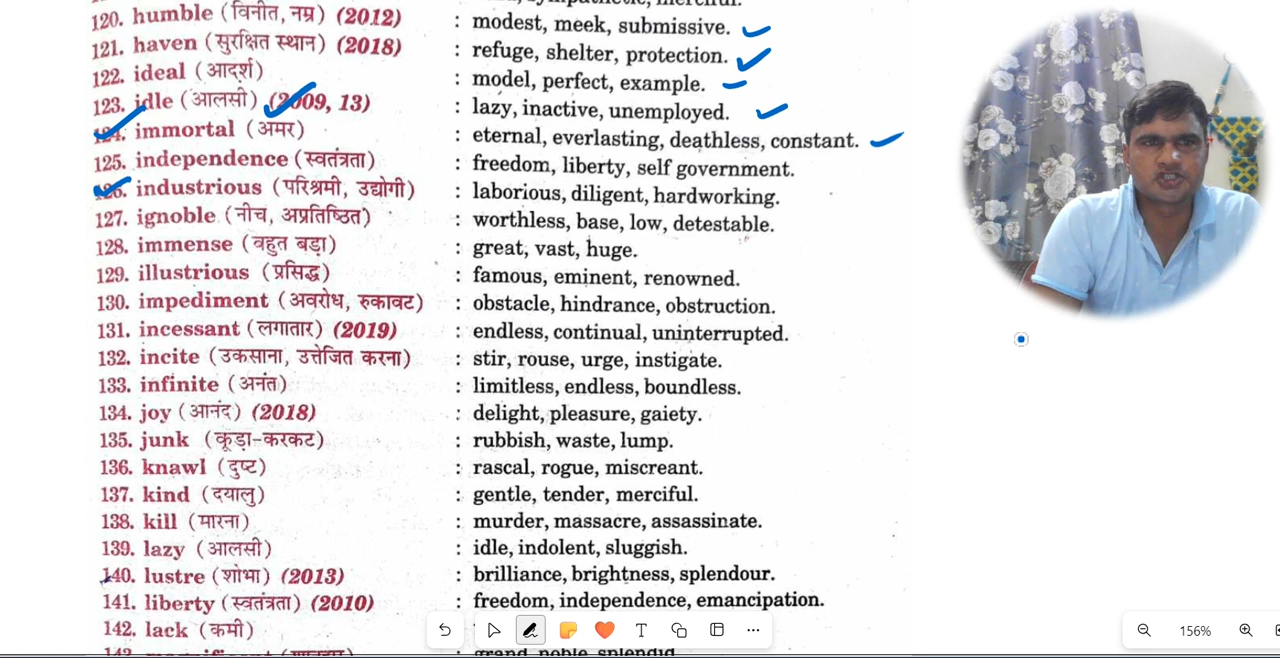 120. humble (विनीत, नम्र) (2012) : modest, meek, submissive.
121. haven (सुरक्षित स्थान) (2018) : refuge, shelter, protection.
122. ideal (आदर्श) : model, perfect, example.
123. idle (आलसी) (2009, 13) : lazy, inactive, unemployed.
124. immortal (अमर) : eternal, everlasting, deathless, constant.
125. independence (स्वतंत्रता) : freedom, liberty, self government.
126. industrious (परिश्रमी, उद्योगी) : laborious, diligent, hardworking.
127. ignoble (नीच, अप्रतिष्ठित) : worthless, base, low, detestable.
128. immense (बहुत बड़ा) : great, vast, huge.
129. illustrious (प्रसिद्ध) : famous, eminent, renowned.
130. impediment (अवरोध, रुकावट) : obstacle, hindrance, obstruction.
131. incessant (लगातार) (2019) : endless, continual, uninterrupted.
132. incite (उकसाना, उत्तेजित करना) : stir, rouse, urge, instigate.
133. infinite (अनंत) : limitless, endless, boundless.
134. joy (आनंद) (2018) : delight, pleasure, gaiety.
135. junk (कूड़ा-करकट) : rubbish, waste, lump.
136. knawl (दुष्ट) : rascal, rogue, miscreant.
137. kind (दयालु) : gentle, tender, merciful.
138. kill (मारना) : murder, massacre, assassinate.
139. lazy (आलसी) : idle, indolent, sluggish.
140. lustre (शोभा) (2013) : brilliance, brightness, splendour.
141. liberty (स्वतंत्रता) (2010) : freedom, independence, emancipation.
142. lack (कमी)
156%